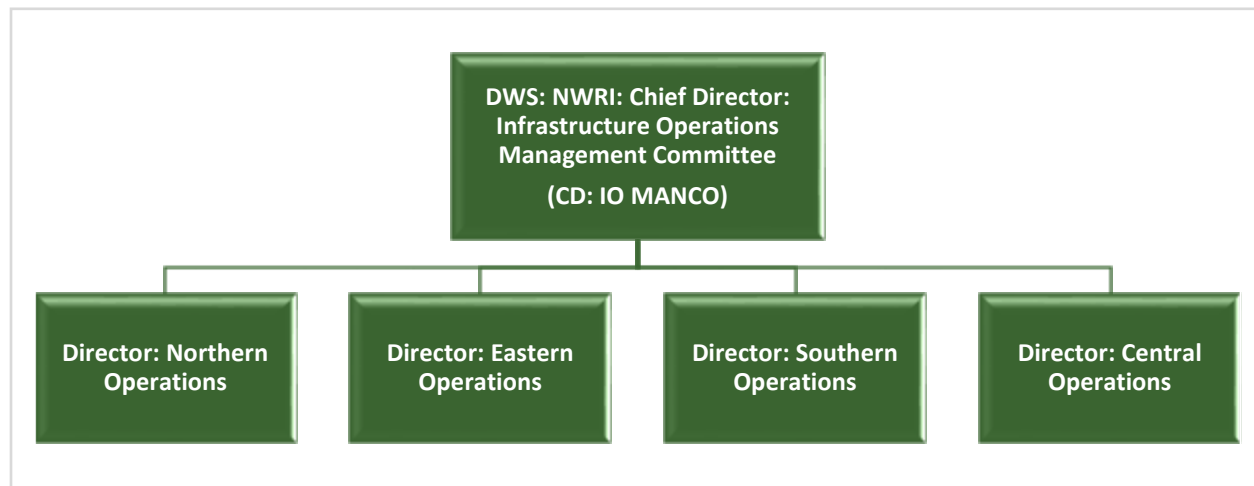 DWS: NWRI: Chief Director:
Infrastructure Operations
Management Committee
(CD: IO MANCO)
Director: Northern
Operations
Director: Eastern
Operations
Director: Southern
Operations
Director: Central
Operations